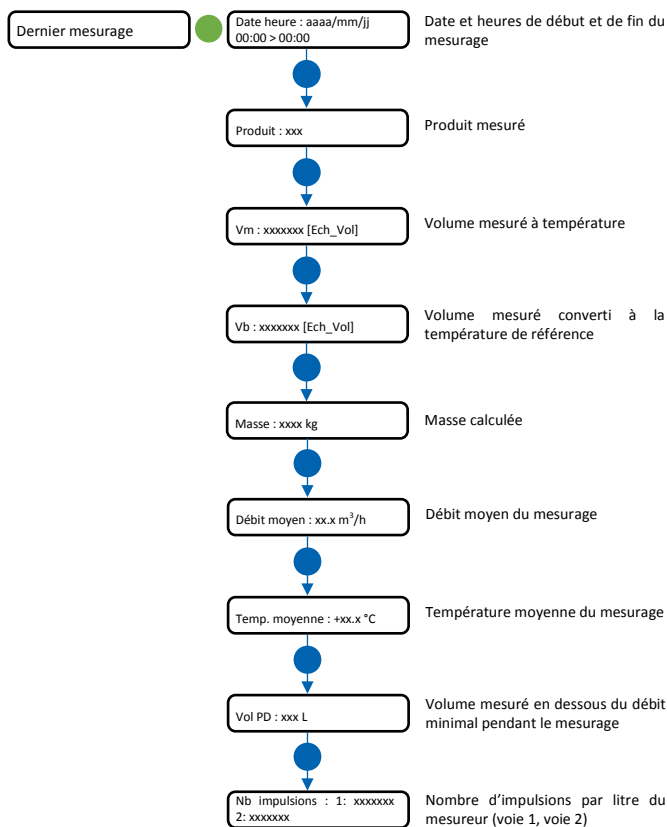 Dernier mesurage
Date heure : aaaa/mm/jj
00:00 > 00:00
Date et heures de début et de fin du
mesurage
Produit : xxx
Produit mesuré
Vm : xxxxxxx [Ech_Vol]
Volume mesuré à température
Vb : xxxxxxx [Ech_Vol]
Volume mesuré converti à la
température de référence
Masse : xxxx kg
Masse calculée
Débit moyen : xx.x m³/h
Débit moyen du mesurage
Temp. moyenne : +xx.x °C
Température moyenne du mesurage
Vol PD : xxx L
Volume mesuré en dessous du débit
minimal pendant le mesurage
Nb impulsions : 1: xxxxxxx
2: xxxxxxx
Nombre d’impulsions par litre du
mesureur (voie 1, voie 2)